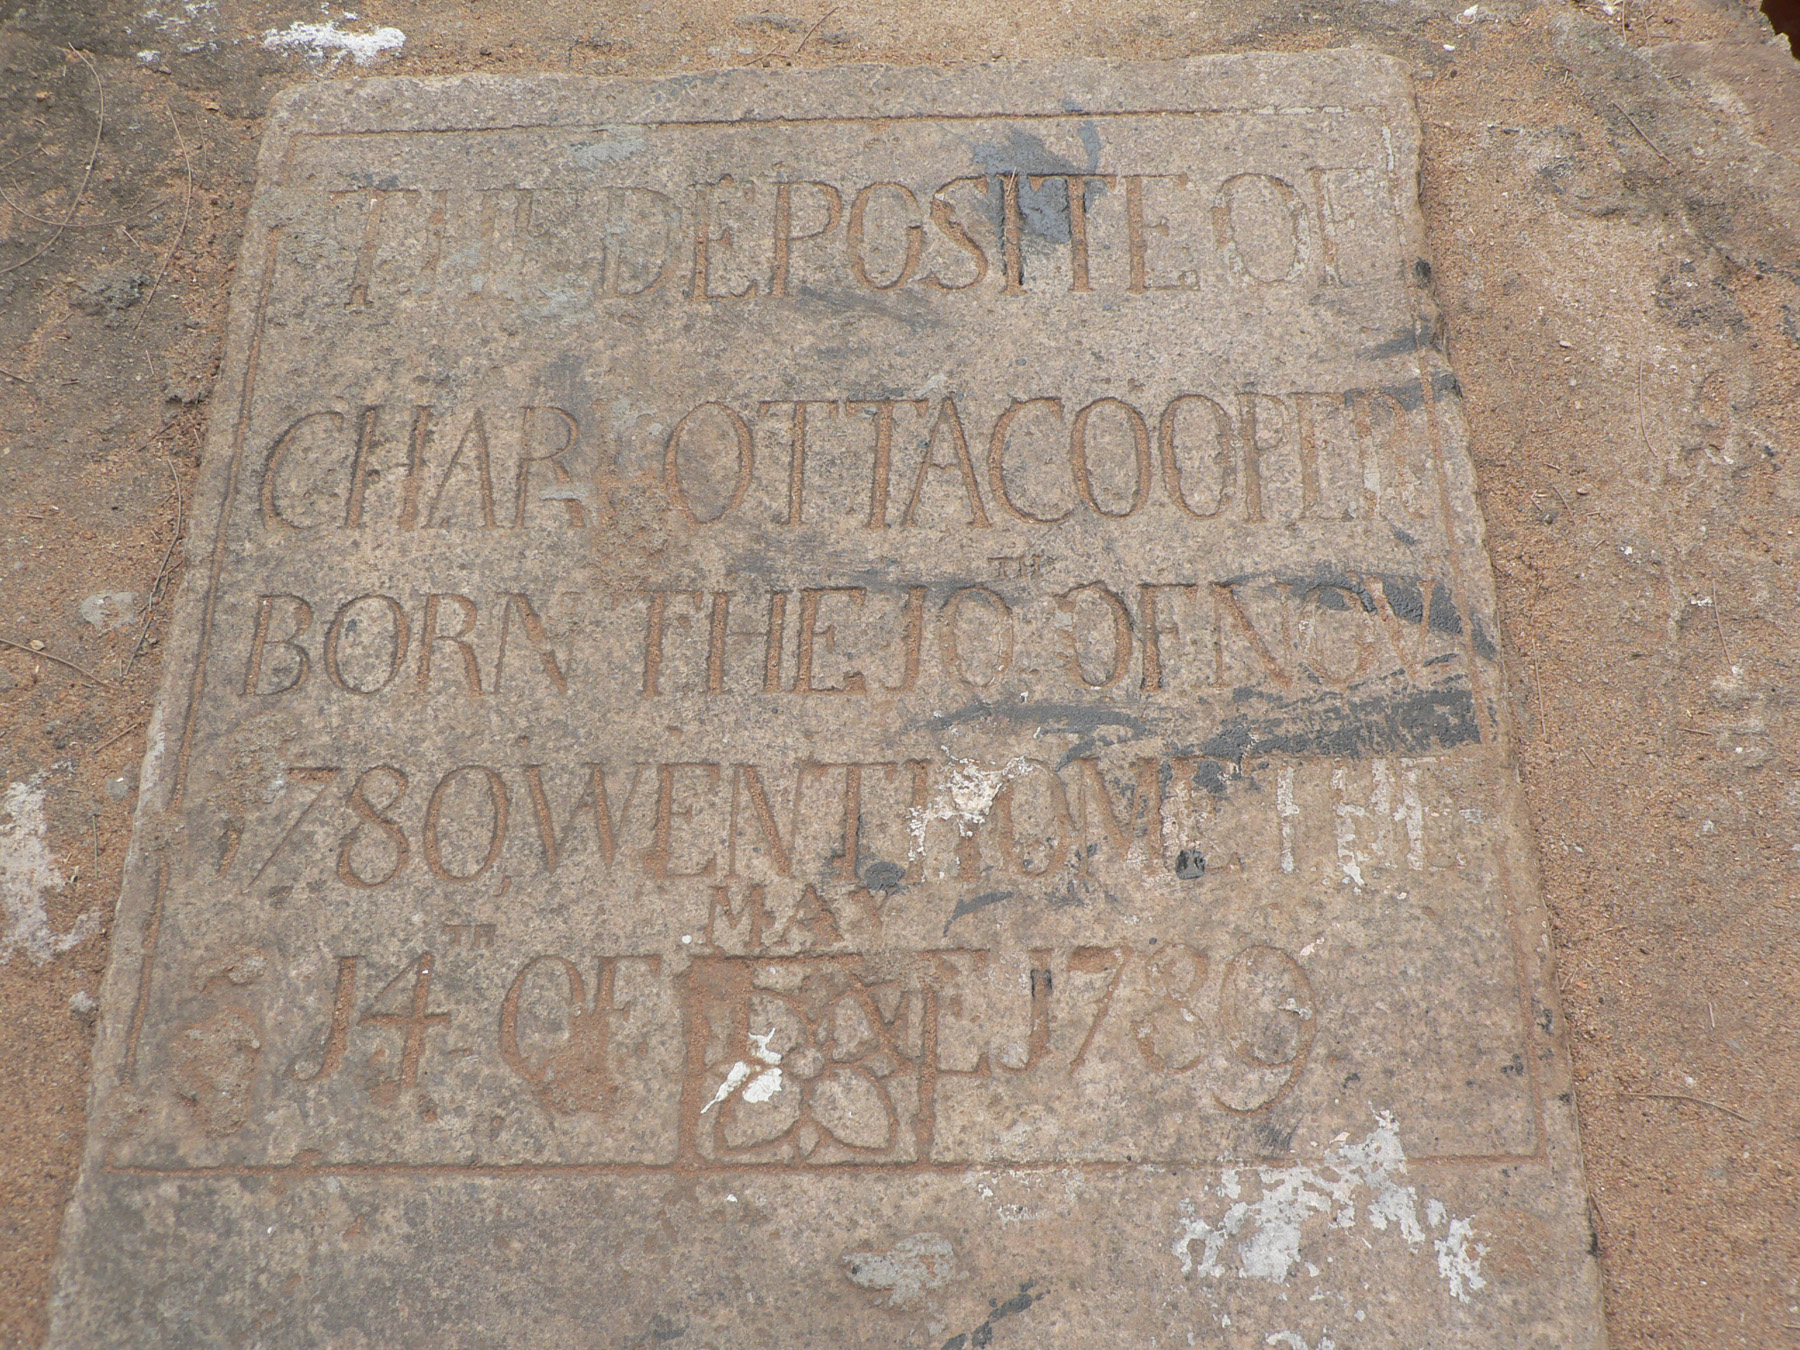 THE DEPOSITE OF
CHARLOTTA COOPER
BORN THE 10TH OF NOV
1780, WENT HOME THE
MAY
14TH OF 1789